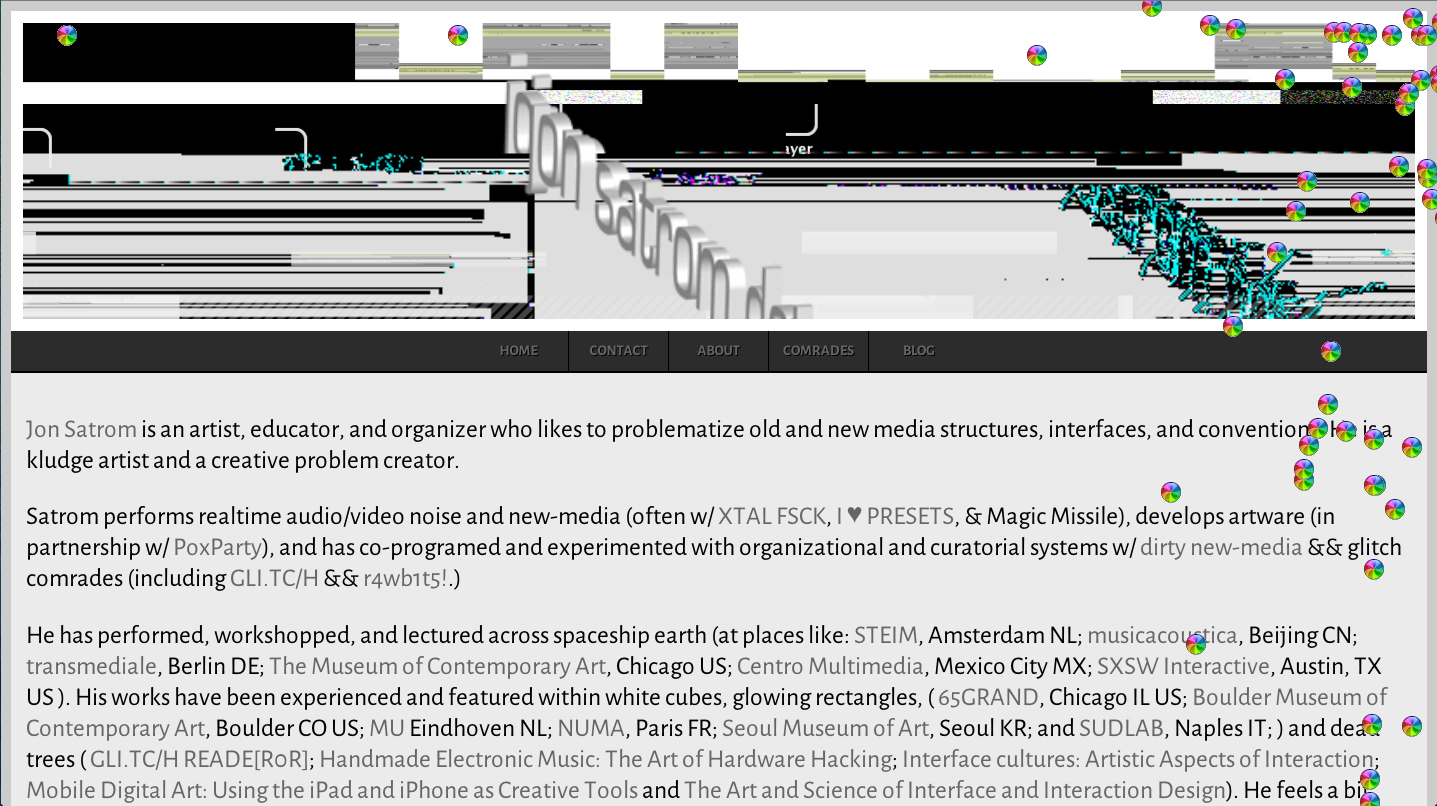 jon satrom
ayer
HOME CONTACT ABOUT COMRADES BLOG
Jon Satrom is an artist, educator, and organizer who likes to problematize old and new media structures, interfaces, and conventions. He is a
kludge artist and a creative problem creator.
Satrom performs realtime audio/video noise and new-media (often w/ XTAL FSCK, I ♥ PRESETS, & Magic Missile), develops artware (in
partnership w/ PoxParty), and has co-programed and experimented with organizational and curatorial systems w/ dirty new-media && glitch
comrades (including GLI.TC/H && r4wb1t5!.)
He has performed, workshopped, and lectured across spaceship earth (at places like: STEIM, Amsterdam NL; musicacoustica, Beijing CN;
transmediale, Berlin DE; The Museum of Contemporary Art, Chicago US; Centro Multimedia, Mexico City MX; SXSW Interactive, Austin, TX
US ). His works have been experienced and featured within white cubes, glowing rectangles, ( 65GRAND, Chicago IL US; Boulder Museum of
Contemporary Art, Boulder CO US; MU Eindhoven NL; NUMA, Paris FR; Seoul Museum of Art, Seoul KR; and SUDLAB, Naples IT; ) and dead
trees ( GLI.TC/H READE[RoR]; Handmade Electronic Music: The Art of Hardware Hacking; Interface cultures: Artistic Aspects of Interaction;
Mobile Digital Art: Using the iPad and iPhone as Creative Tools and The Art and Science of Interface and Interaction Design). He feels a bit